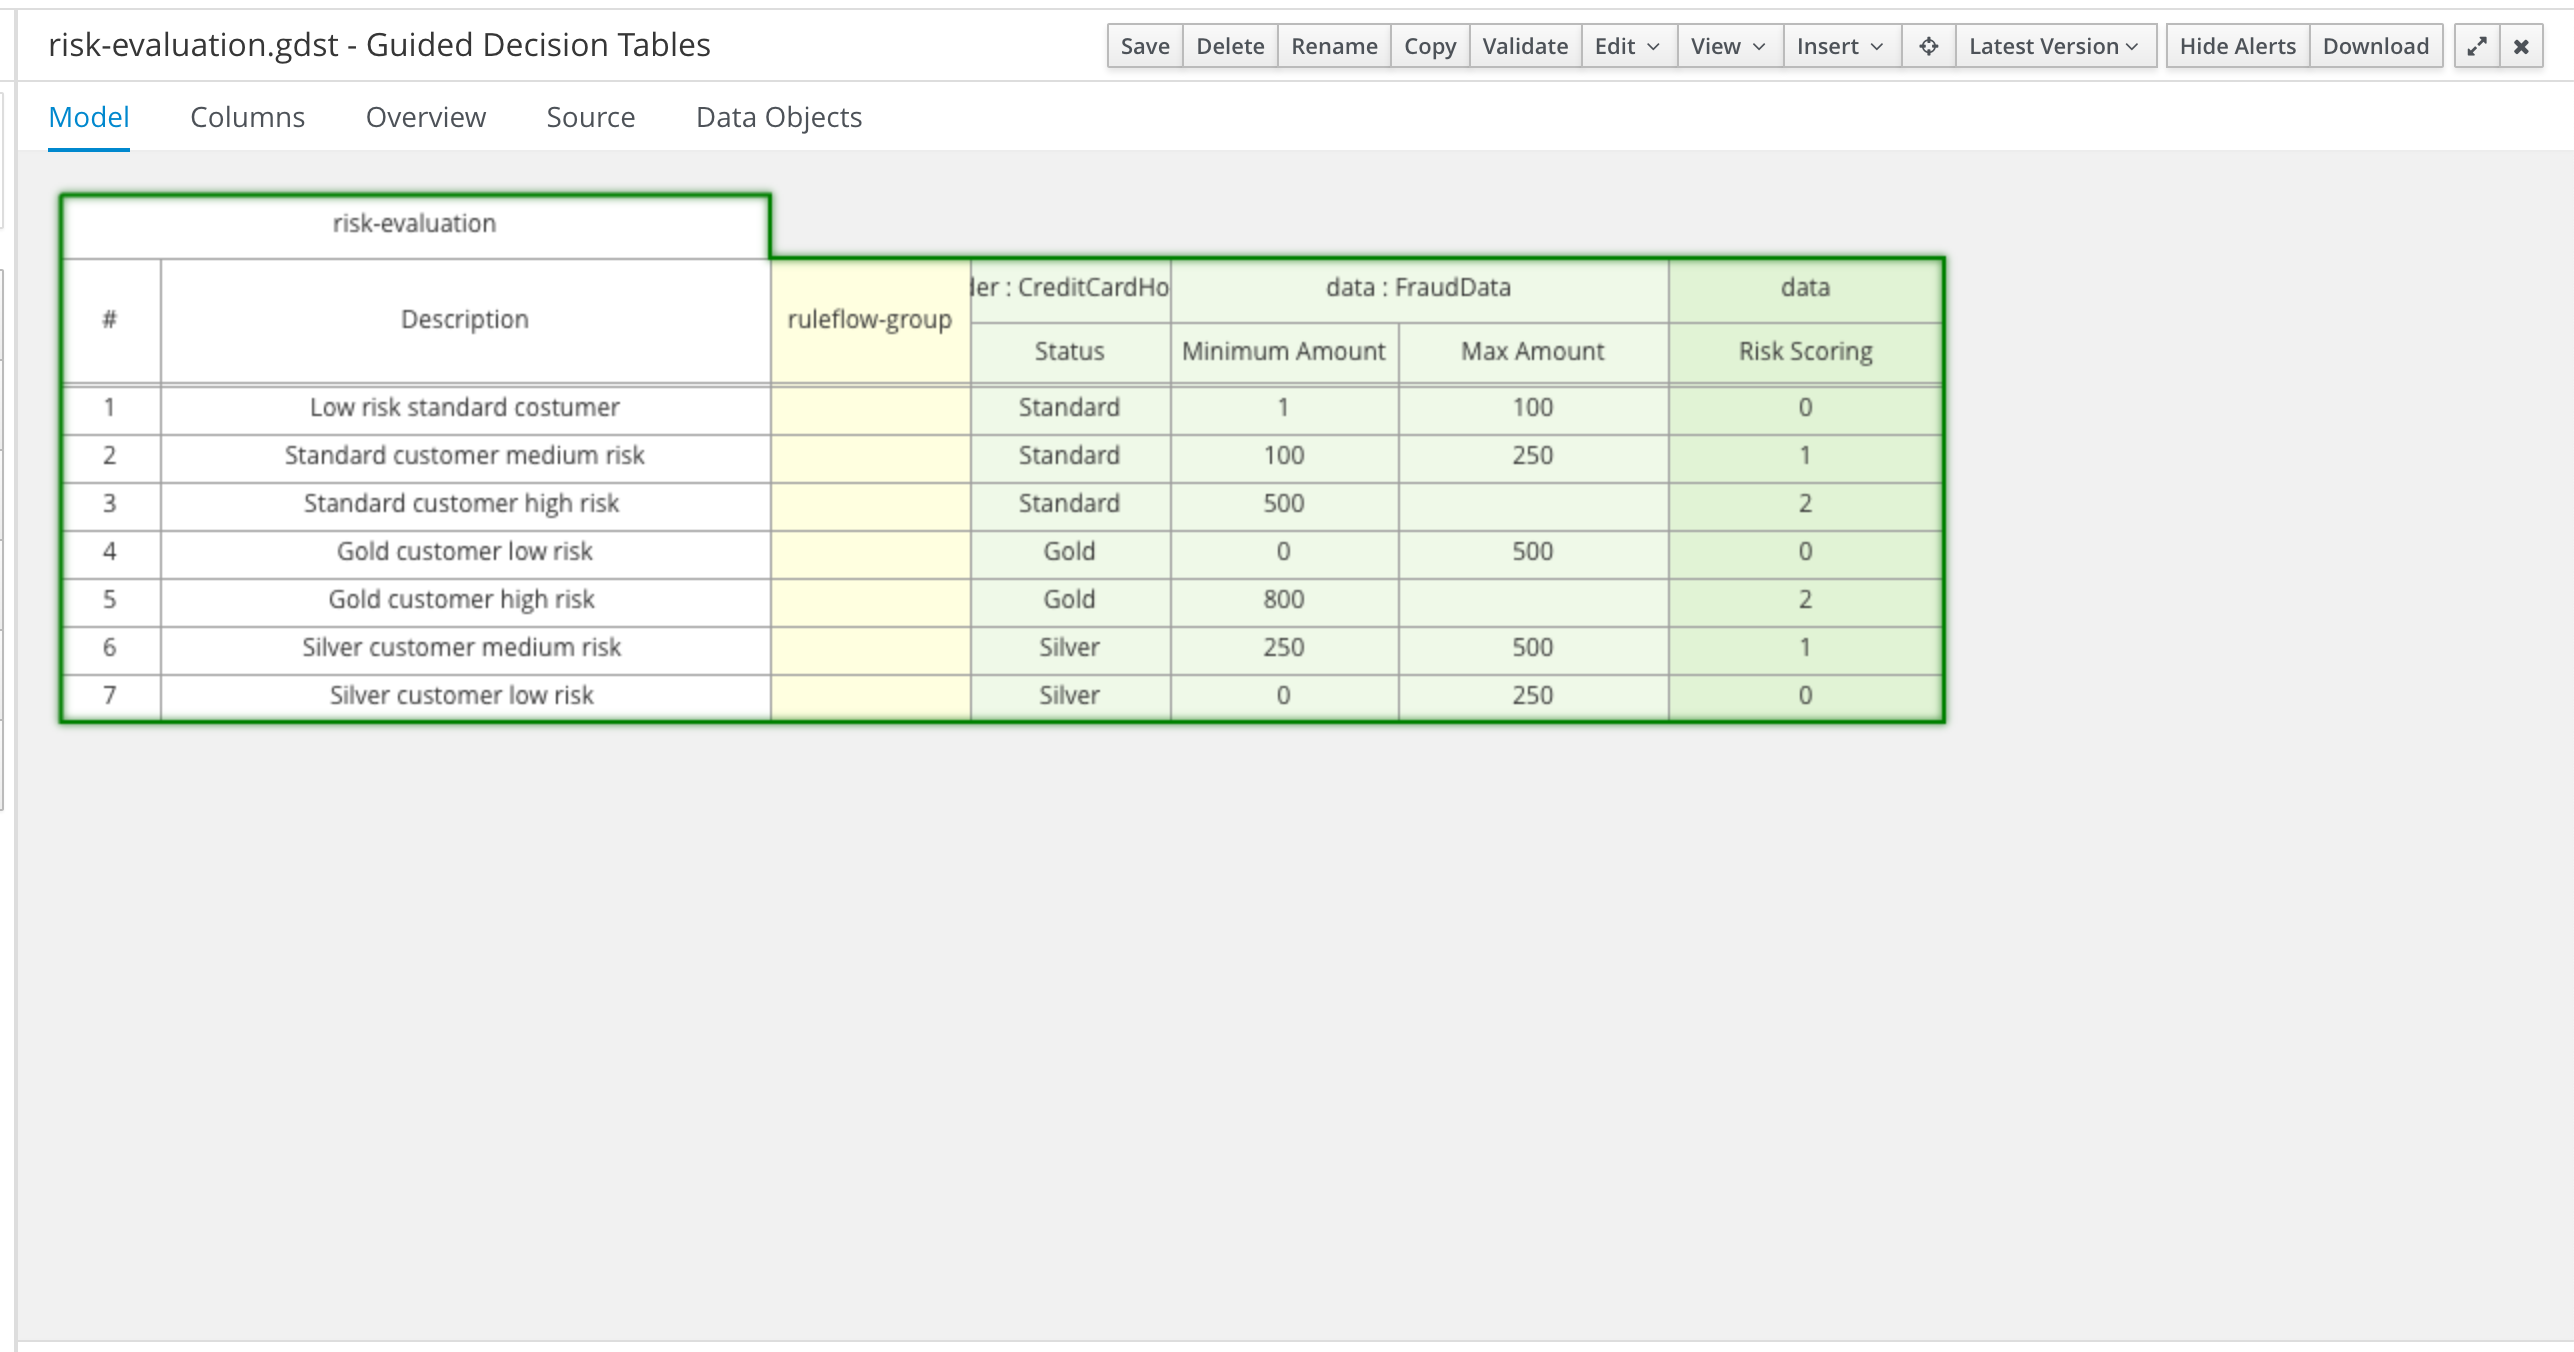 risk-evaluation.gdst - Guided Decision Tables
Save Delete Rename Copy Validate Edit View Insert Latest Version Hide Alerts Download
Model Columns Overview Source Data Objects
risk-evaluation
# Description ruleflow-group der : CreditCardHo data : FraudData data
Status Minimum Amount Max Amount Risk Scoring
1 Low risk standard costumer Standard 1 100 0
2 Standard customer medium risk Standard 100 250 1
3 Standard customer high risk Standard 500 2
4 Gold customer low risk Gold 0 500 0
5 Gold customer high risk Gold 800 2
6 Silver customer medium risk Silver 250 500 1
7 Silver customer low risk Silver 0 250 0